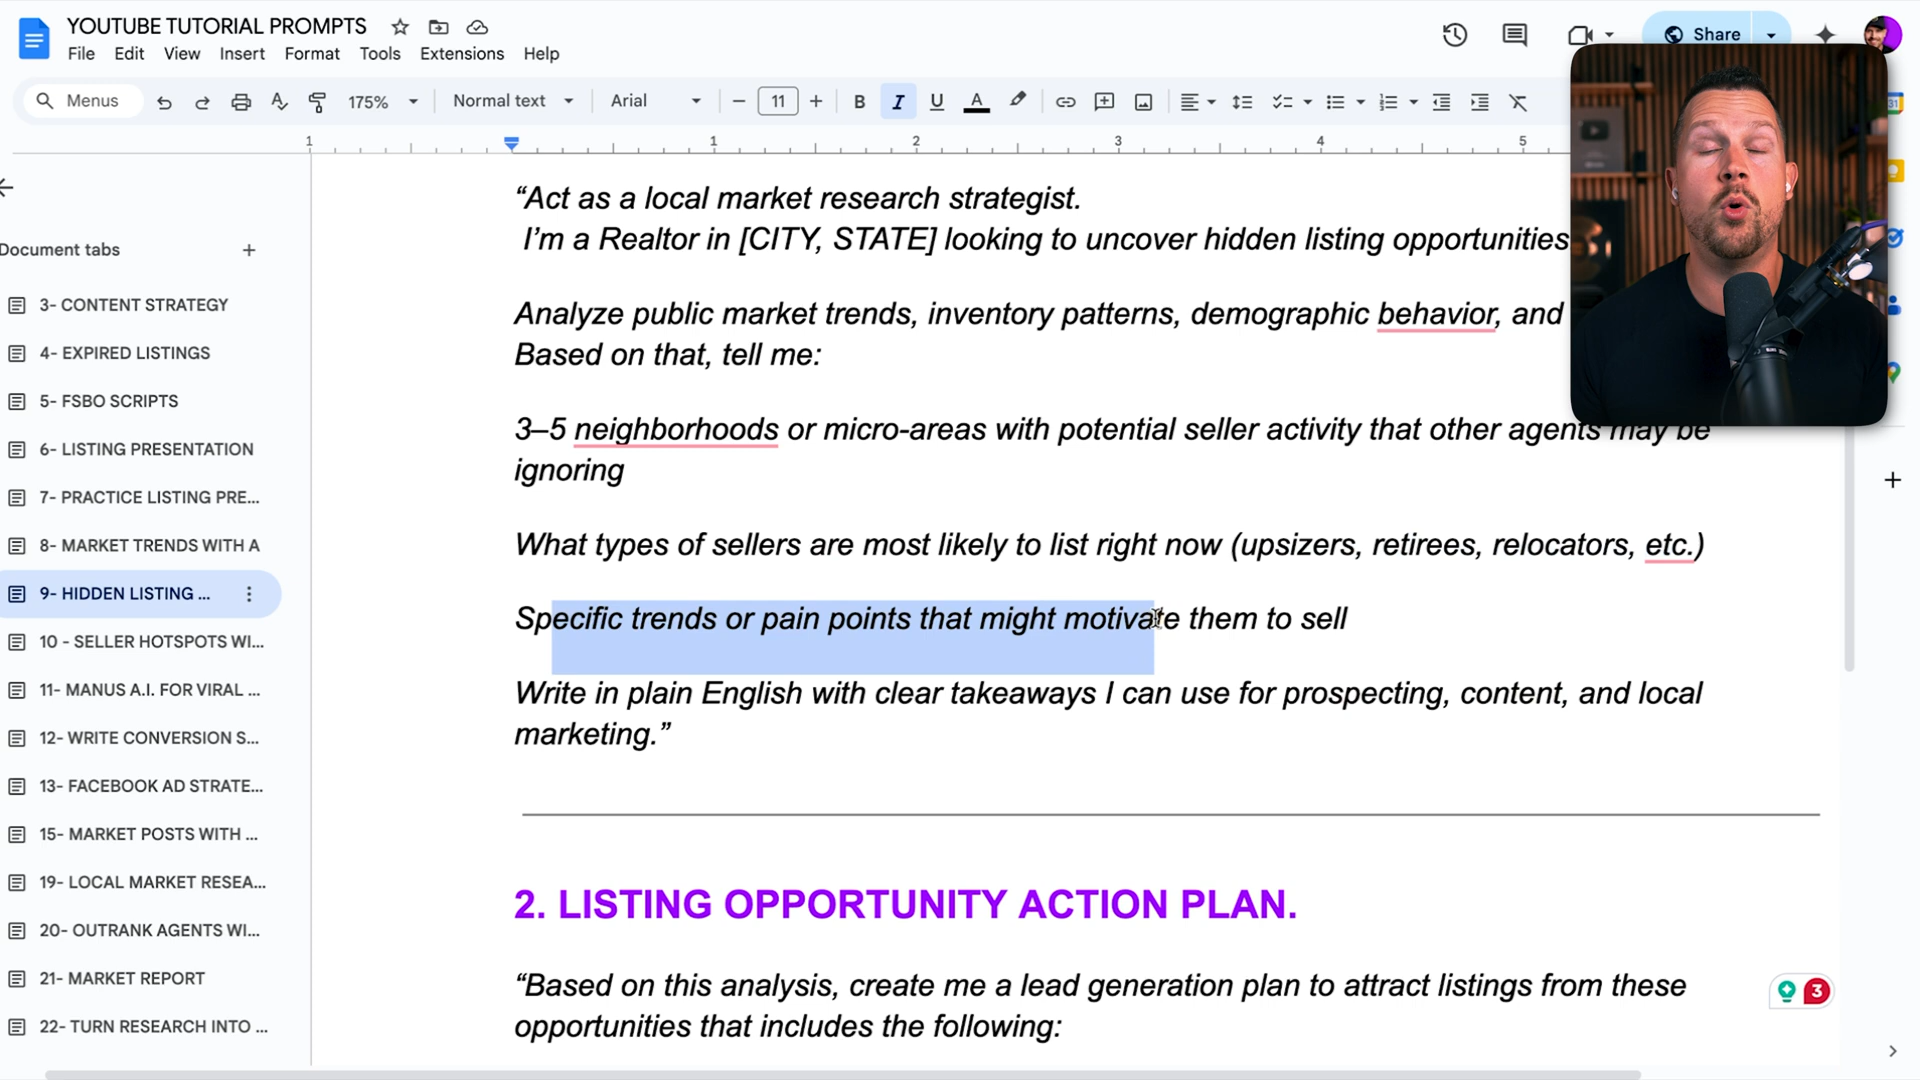 YOUTUBE TUTORIAL PROMPTS
File Edit View Insert Format Tools Extensions Help
Share
Menus 175% Normal text Arial 11 B I U A
1 1 2 3 4 5
Document tabs
3- CONTENT STRATEGY
4- EXPIRED LISTINGS
5- FSBO SCRIPTS
6- LISTING PRESENTATION
7- PRACTICE LISTING PRE...
8- MARKET TRENDS WITH A
9- HIDDEN LISTING ...
10 - SELLER HOTSPOTS WI...
11- MANUS A.I. FOR VIRAL ...
12- WRITE CONVERSION S...
13- FACEBOOK AD STRATE...
15- MARKET POSTS WITH ...
19- LOCAL MARKET RESEA...
20- OUTRANK AGENTS WI...
21- MARKET REPORT
22- TURN RESEARCH INTO ...
“Act as a local market research strategist.
I’m a Realtor in [CITY, STATE] looking to uncover hidden listing opportunities
Analyze public market trends, inventory patterns, demographic behavior, and
Based on that, tell me:
3–5 neighborhoods or micro-areas with potential seller activity that other agents may be
ignoring
What types of sellers are most likely to list right now (upsizers, retirees, relocators, etc.)
Specific trends or pain points that might motivate them to sell
Write in plain English with clear takeaways I can use for prospecting, content, and local
marketing.”
2. LISTING OPPORTUNITY ACTION PLAN.
“Based on this analysis, create me a lead generation plan to attract listings from these
opportunities that includes the following:
3
31